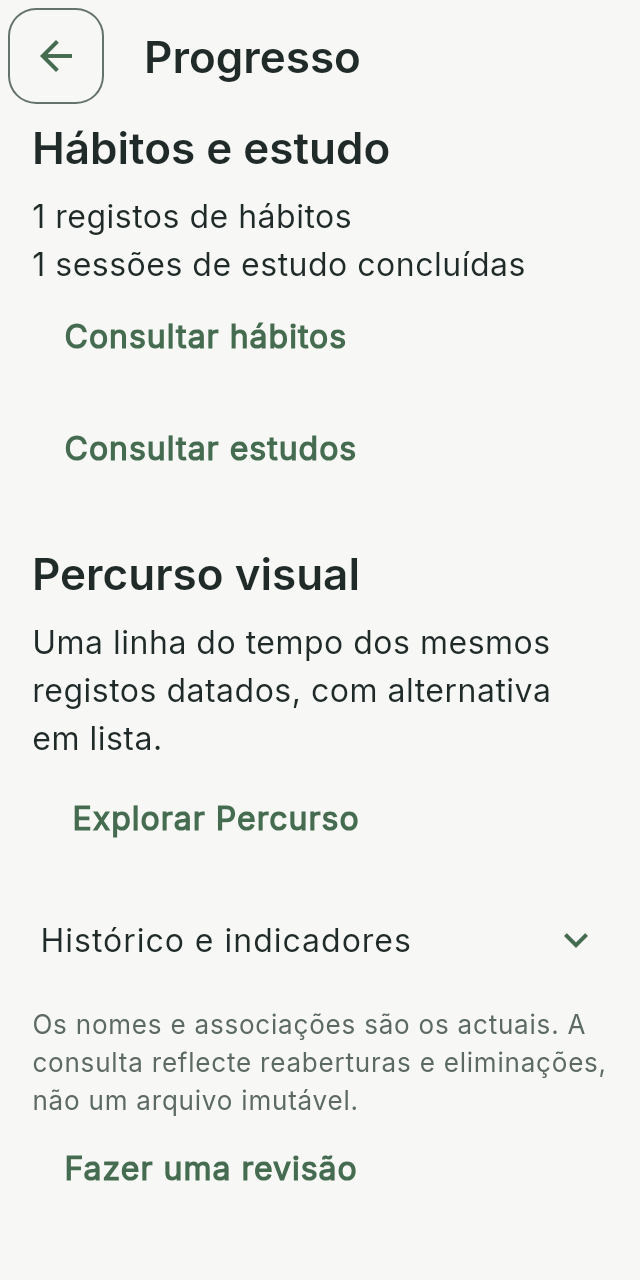 Progresso
Hábitos e estudo
1 registos de hábitos
1 sessões de estudo concluídas
Consultar hábitos
Consultar estudos
Percurso visual
Uma linha do tempo dos mesmos
registos datados, com alternativa
em lista.
Explorar Percurso
Histórico e indicadores
Os nomes e associações são os actuais. A
consulta reflecte reaberturas e eliminações,
não um arquivo imutável.
Fazer uma revisão